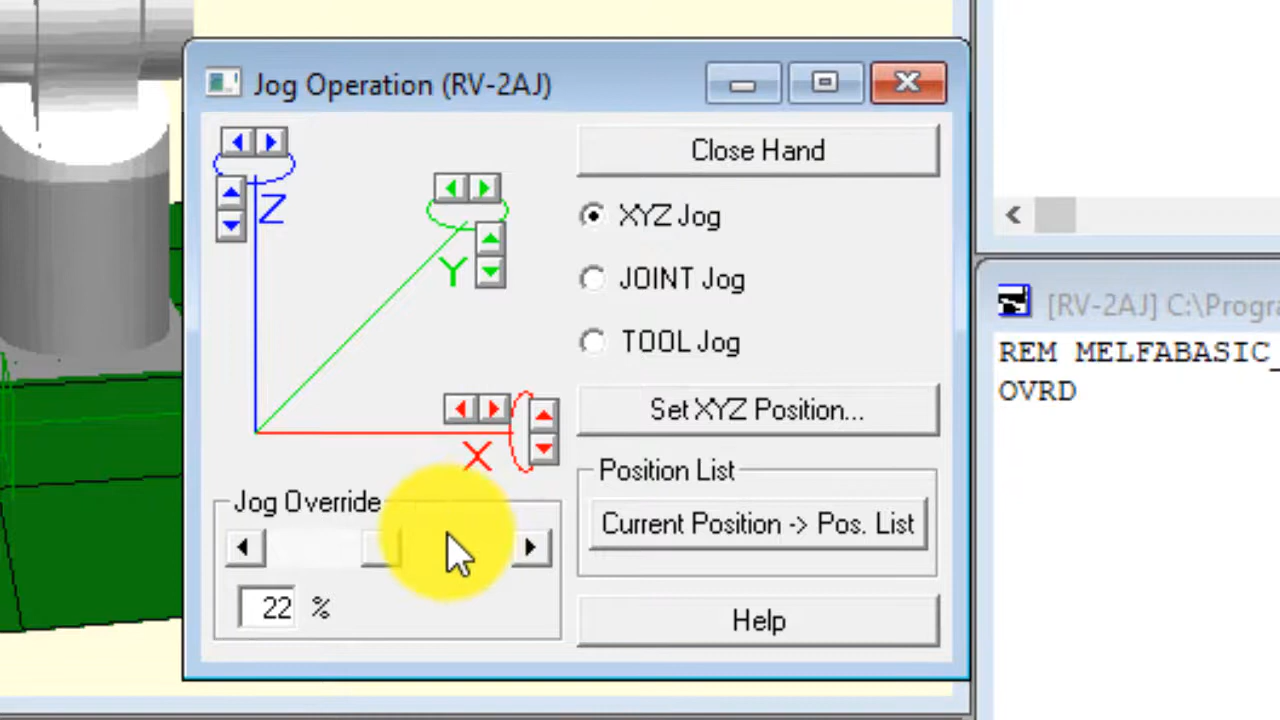 Jog Operation (RV-2AJ)
Close Hand
Z
XYZ Jog
Y
JOINT Jog
TOOL Jog
Set XYZ Position...
X
Position List
Jog Override
Current Position -> Pos. List
22 %
Help
[RV-2AJ] C:\Progra
REM MELFABASIC_
OVRD